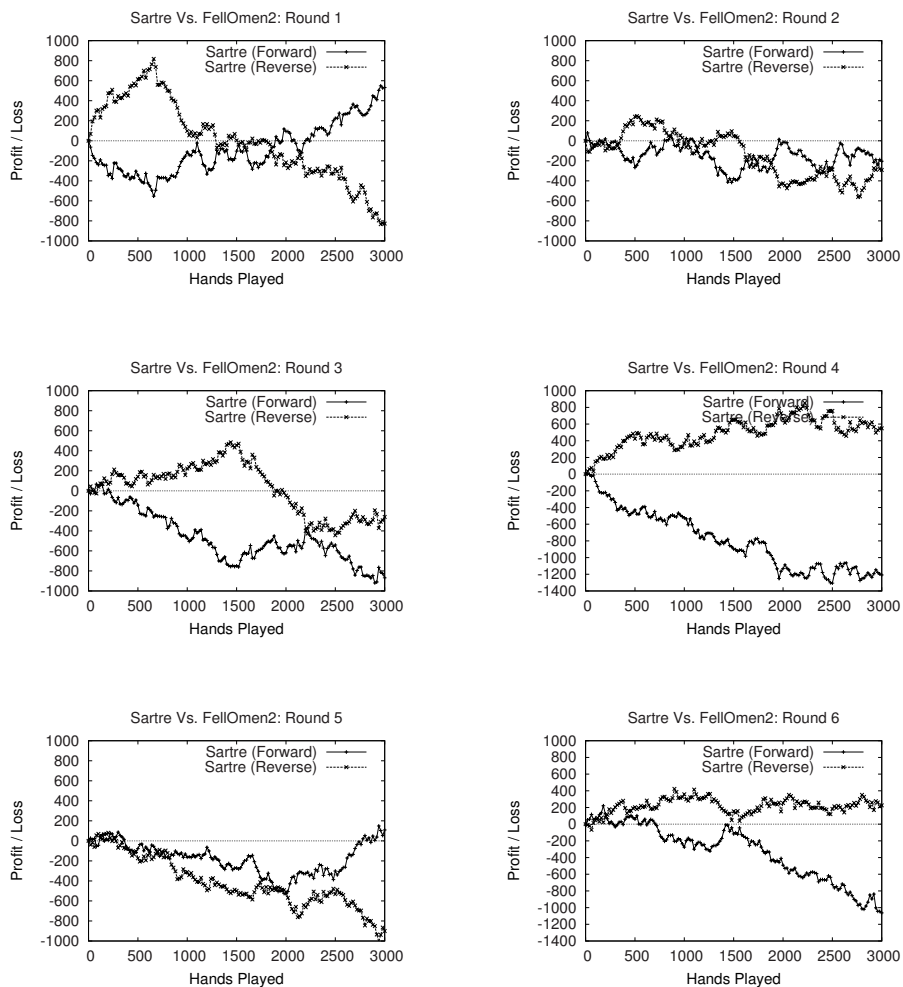 Sartre Vs. FellOmen2: Round 1
Sartre (Forward)
Sartre (Reverse)
1000
800
600
400
200
0
-200
-400
-600
-800
-1000
0 500 1000 1500 2000 2500 3000
Profit / Loss
Hands Played
Sartre Vs. FellOmen2: Round 2
Sartre (Forward)
Sartre (Reverse)
1000
800
600
400
200
0
-200
-400
-600
-800
-1000
0 500 1000 1500 2000 2500 3000
Profit / Loss
Hands Played
Sartre Vs. FellOmen2: Round 3
Sartre (Forward)
Sartre (Reverse)
1000
800
600
400
200
0
-200
-400
-600
-800
-1000
0 500 1000 1500 2000 2500 3000
Profit / Loss
Hands Played
Sartre Vs. FellOmen2: Round 4
Sartre (Forward)
Sartre (Reverse)
1000
800
600
400
200
0
-200
-400
-600
-800
-1000
-1200
-1400
0 500 1000 1500 2000 2500 3000
Profit / Loss
Hands Played
Sartre Vs. FellOmen2: Round 5
Sartre (Forward)
Sartre (Reverse)
1000
800
600
400
200
0
-200
-400
-600
-800
-1000
0 500 1000 1500 2000 2500 3000
Profit / Loss
Hands Played
Sartre Vs. FellOmen2: Round 6
Sartre (Forward)
Sartre (Reverse)
1000
800
600
400
200
0
-200
-400
-600
-800
-1000
-1200
-1400
0 500 1000 1500 2000 2500 3000
Profit / Loss
Hands Played